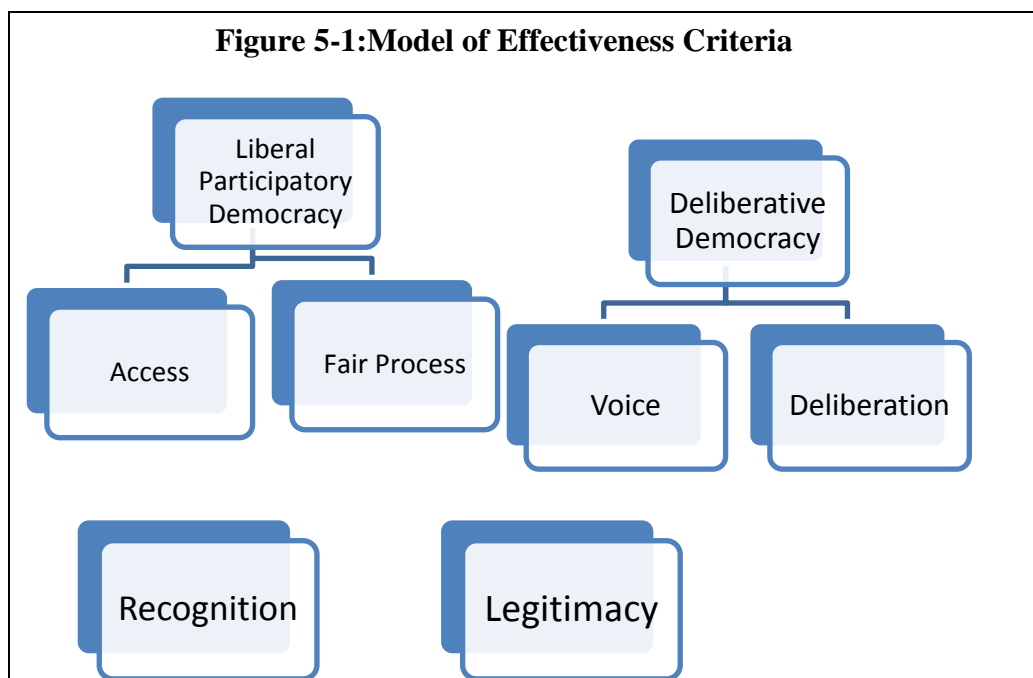 Figure 5-1:Model of Effectiveness Criteria
Liberal
Participatory
Democracy
Deliberative
Democracy
Access
Fair Process
Voice
Deliberation
Recognition
Legitimacy